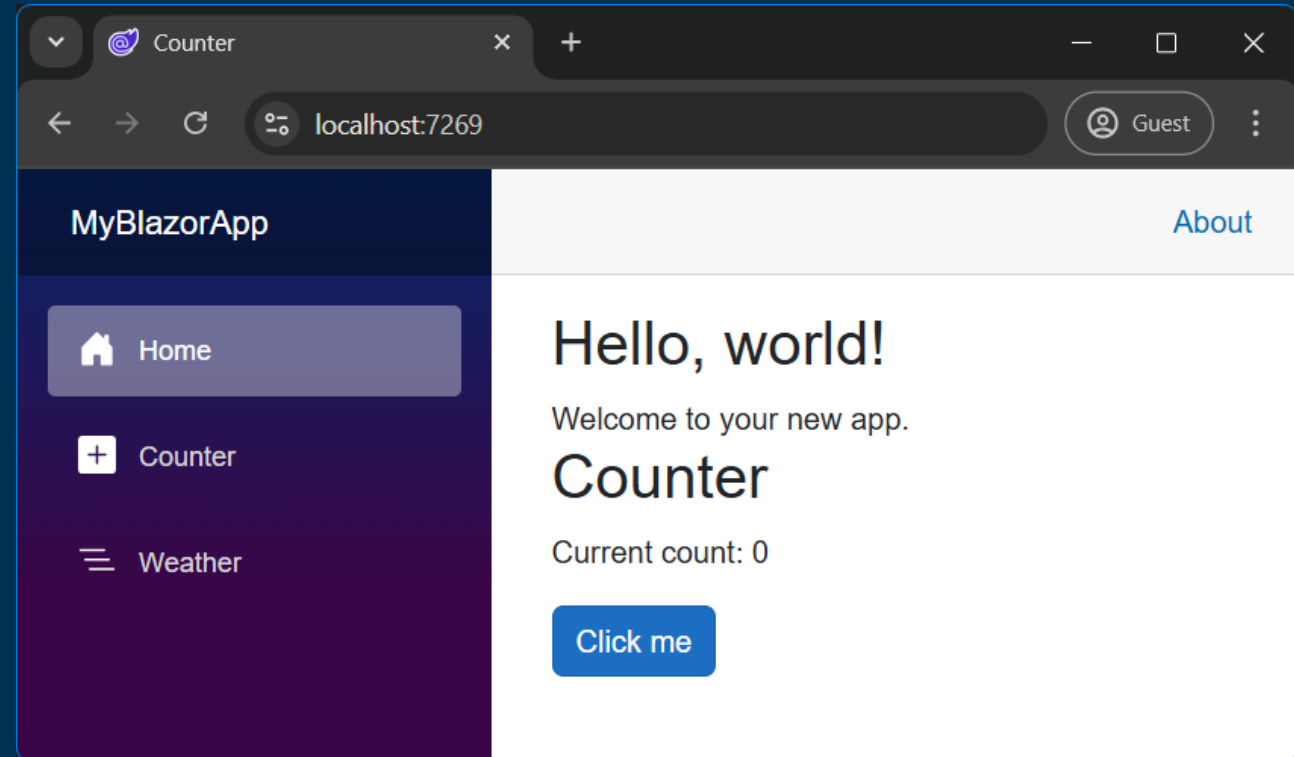 Counter
localhost:7269
Guest
MyBlazorApp
About
Home
Counter
Weather
Hello, world!
Welcome to your new app.
Counter
Current count: 0
Click me